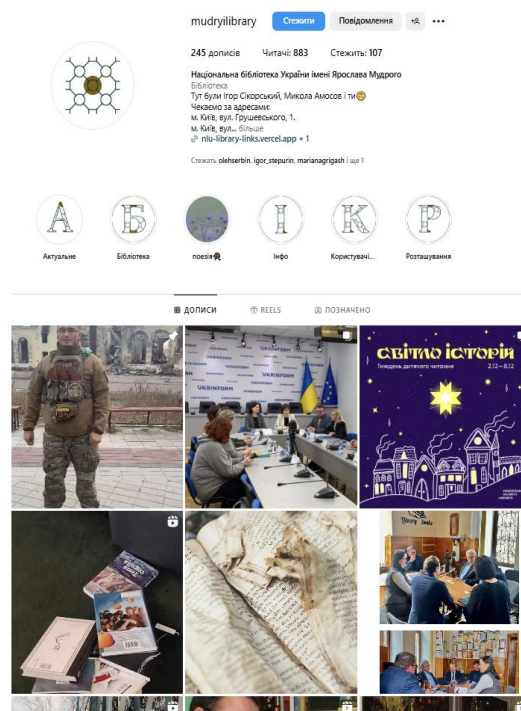 mudryilibrary Стежити Повідомлення
245 дописів Читачі: 883 Стежить: 107
Національна бібліотека України імені Ярослава Мудрого
Бібліотека
Тут були Ігор Сікорський, Микола Амосов і ти🙃
Чекаємо за адресами:
м. Київ, вул. Грушевського, 1.
м. Київ, вул... більше
nlu-library-links.vercel.app + 1
Стежать olehserbin, igor_stepurin, marianagrigash і ще 1
А Б І К Р
Актуальне Бібліотека поезія🥀 Інфо Користувачі... Розташування
ДОПИСИ REELS ПОЗНАЧЕНО
UKRINFORM
СВІТЛО ІСТОРІЙ
Тиждень дитячого читання 2.12—8.12